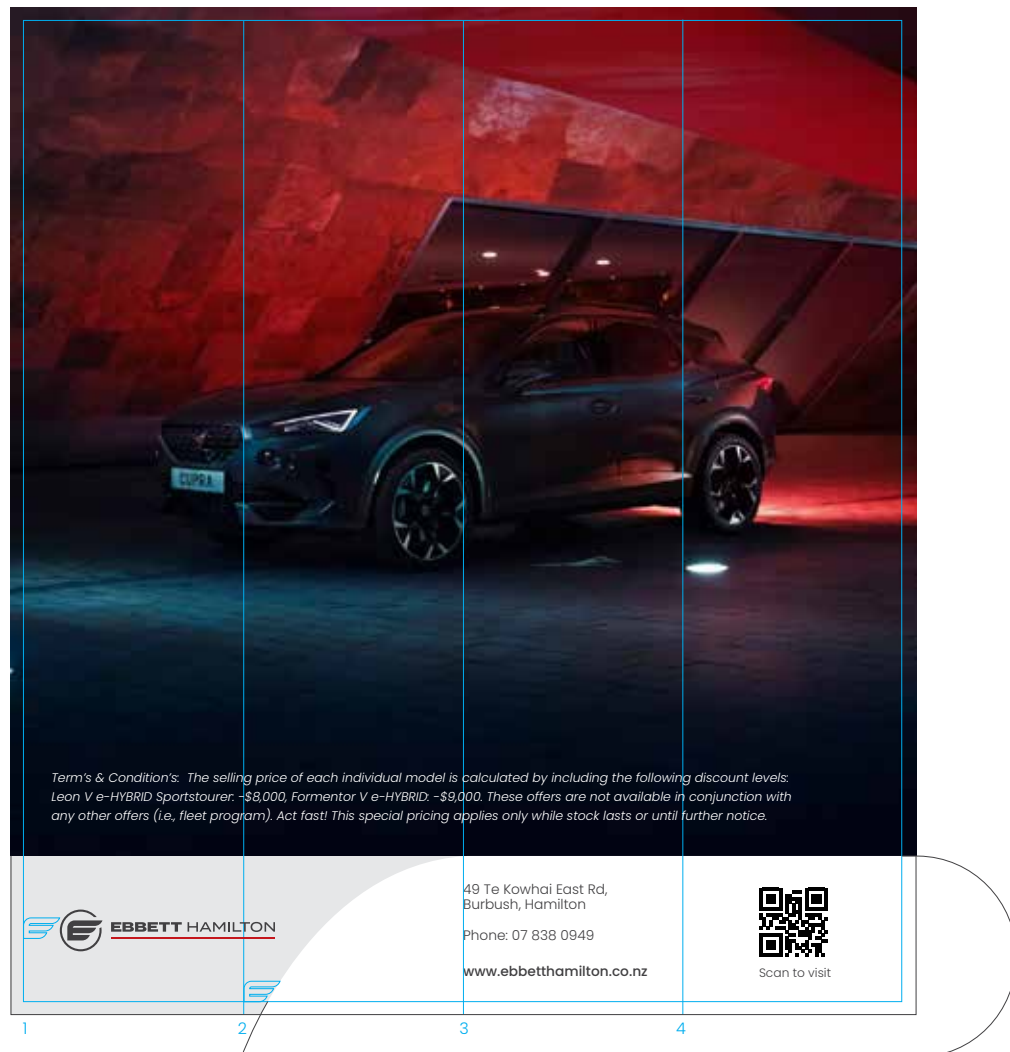 CUPRA
Term's & Condition's: The selling price of each individual model is calculated by including the following discount levels:
Leon V e-HYBRID Sportstourer: -$8,000, Formentor V e-HYBRID: -$9,000. These offers are not available in conjunction with
any other offers (i.e., fleet program). Act fast! This special pricing applies only while stock lasts or until further notice.
EBBETT HAMILTON
49 Te Kowhai East Rd,
Burbush, Hamilton
Phone: 07 838 0949
www.ebbetthamilton.co.nz
Scan to visit
1 2 3 4